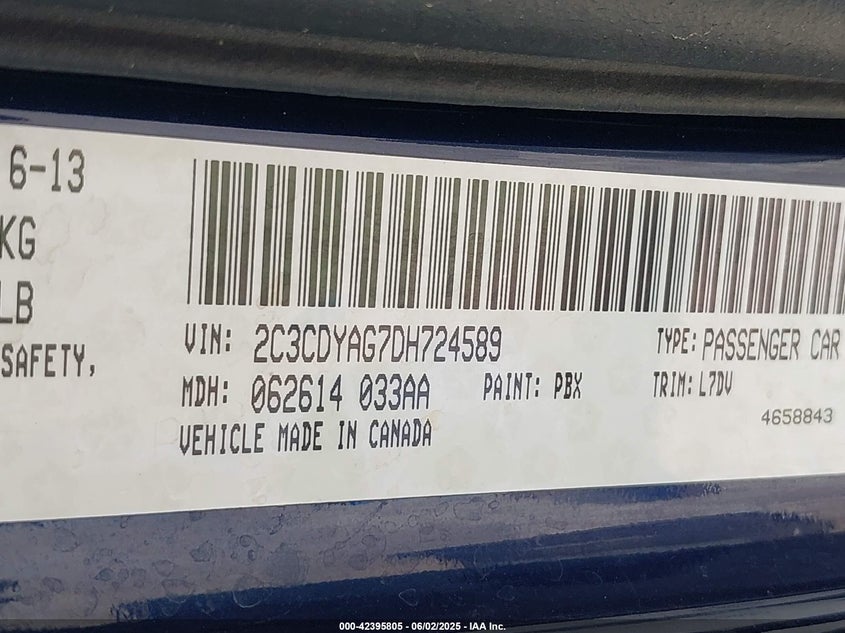 6-13
KG
LB
SAFETY,
VIN: 2C3CDYAG7DH724589
TYPE: PASSENGER CAR
MDH: 062614 033AA
PAINT: PBX
TRIM: L7DV
VEHICLE MADE IN CANADA
4658843
000-42395805 - 06/02/2025 - IAA Inc.